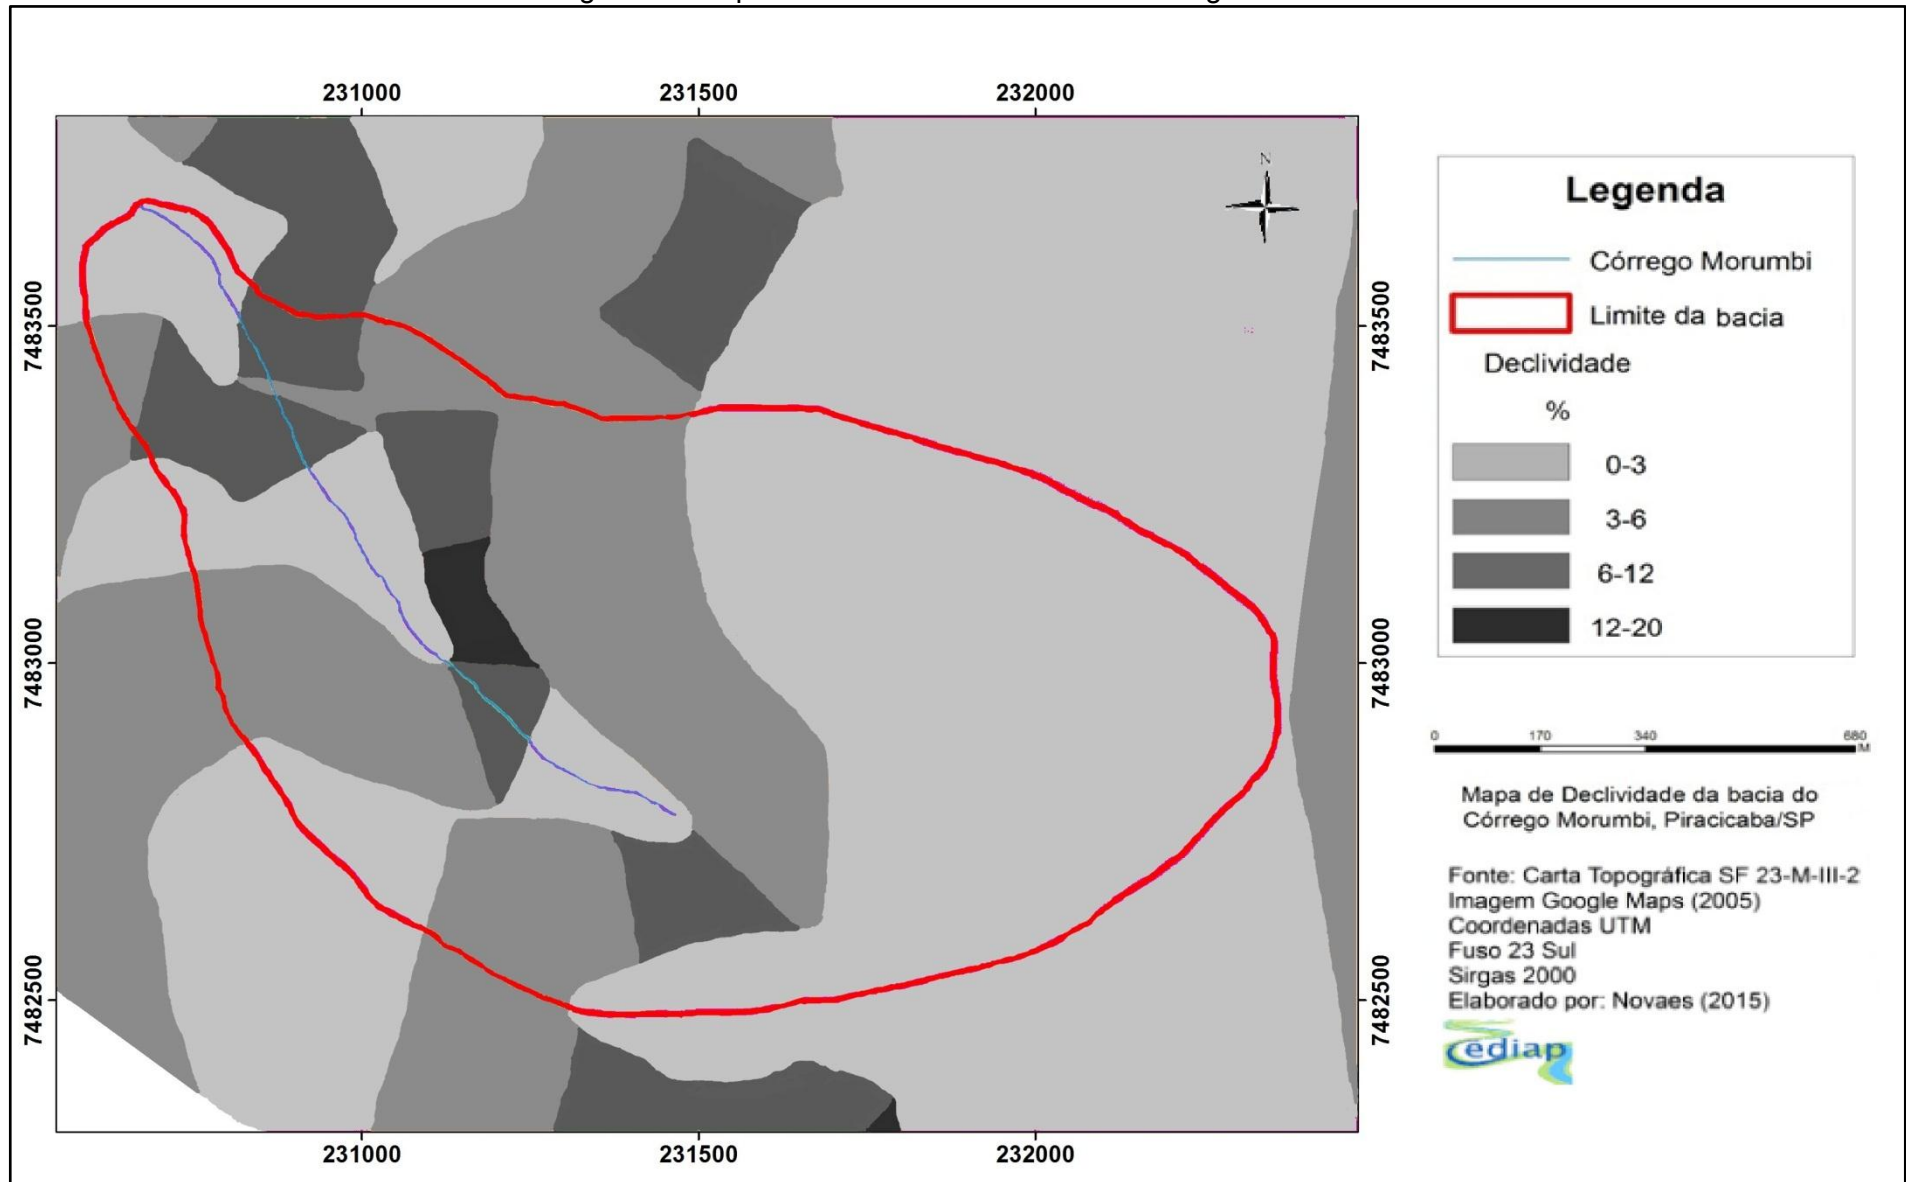 231000 231500 232000
7483500
7483000
7482500
7483500
7483000
7482500
231000 231500 232000
N
Legenda
Córrego Morumbi
Limite da bacia
Declividade
%
0-3
3-6
6-12
12-20
0 170 340 680
M
Mapa de Declividade da bacia do
Córrego Morumbi, Piracicaba/SP
Fonte: Carta Topográfica SF 23-M-III-2
Imagem Google Maps (2005)
Coordenadas UTM
Fuso 23 Sul
Sirgas 2000
Elaborado por: Novaes (2015)
Cediap